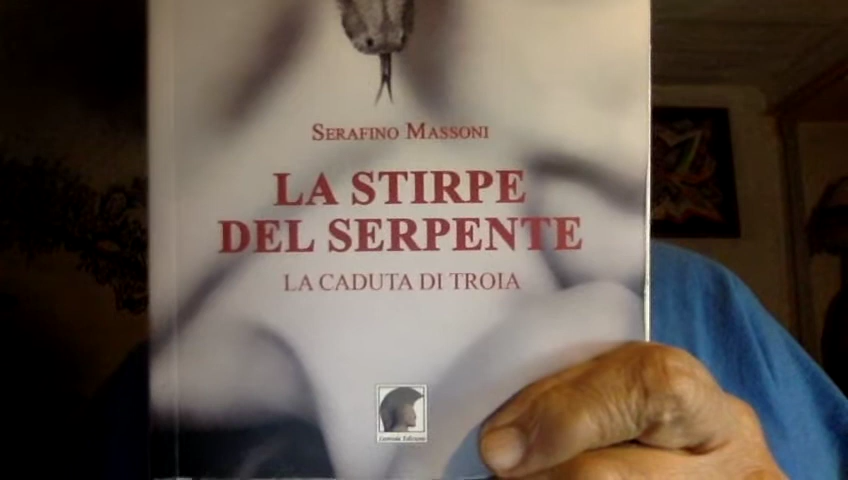 SERAFINO MASSONI
LA STIRPE
DEL SERPENTE
LA CADUTA DI TROIA